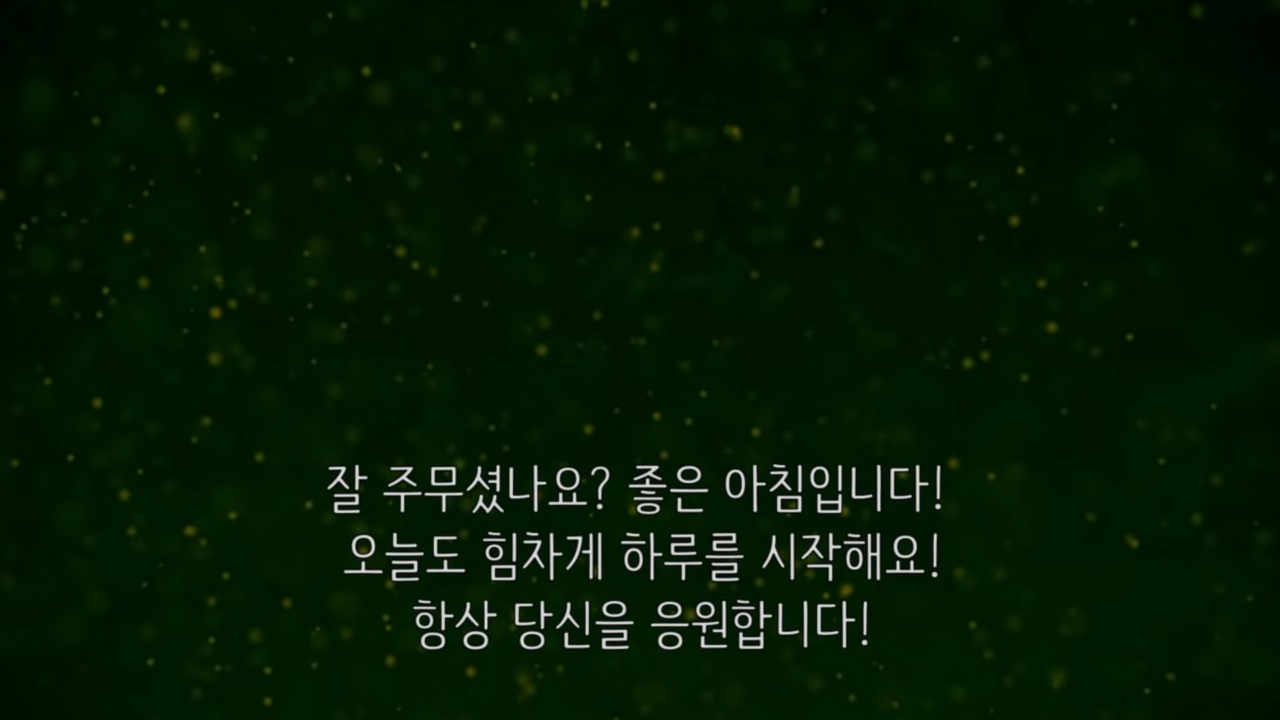 잘 주무셨나요? 좋은 아침입니다!
오늘도 힘차게 하루를 시작해요!
항상 당신을 응원합니다!